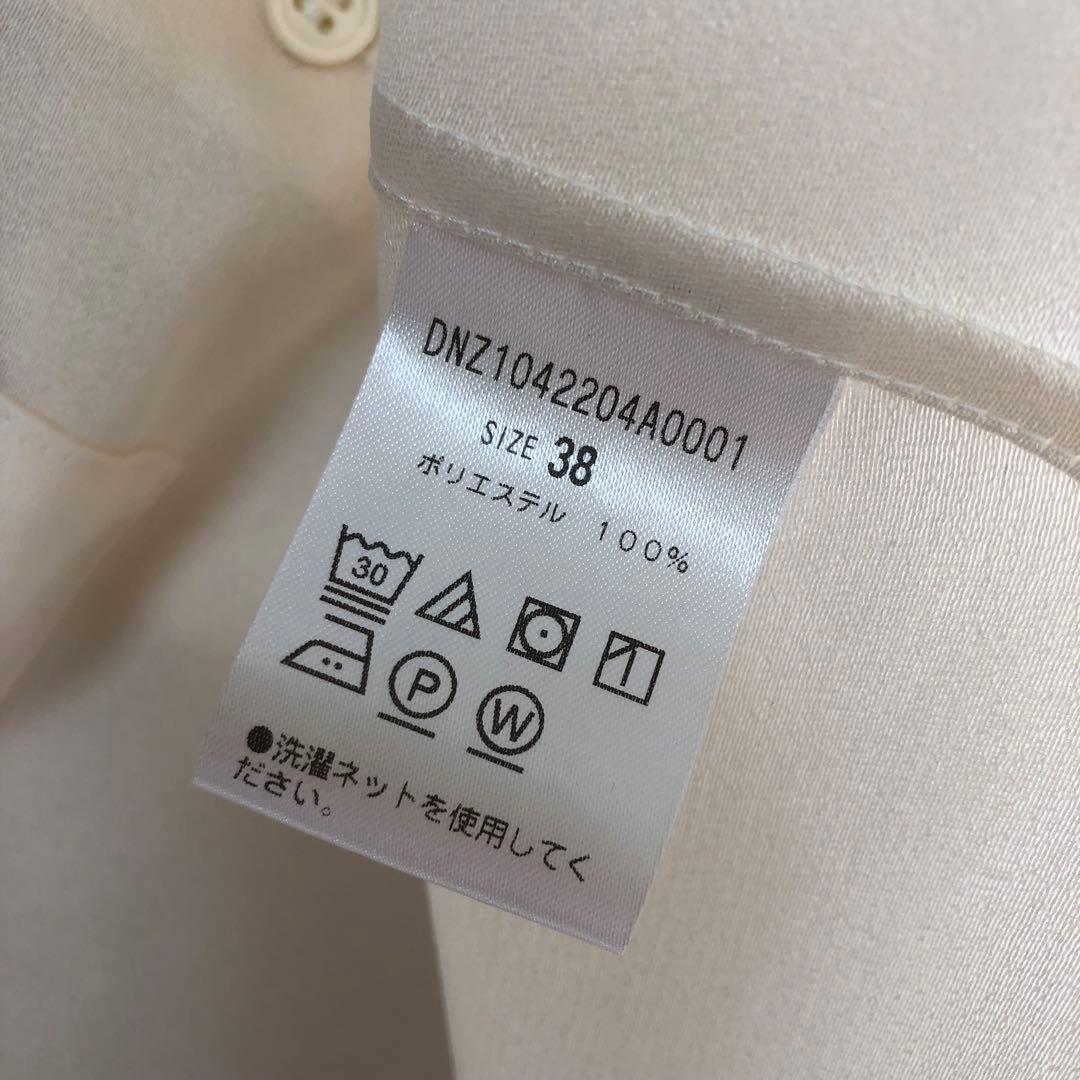 DNZ1042204A0001
SIZE 38
ポリエステル 100%
30
P
W
●洗濯ネットを使用してく
ださい。